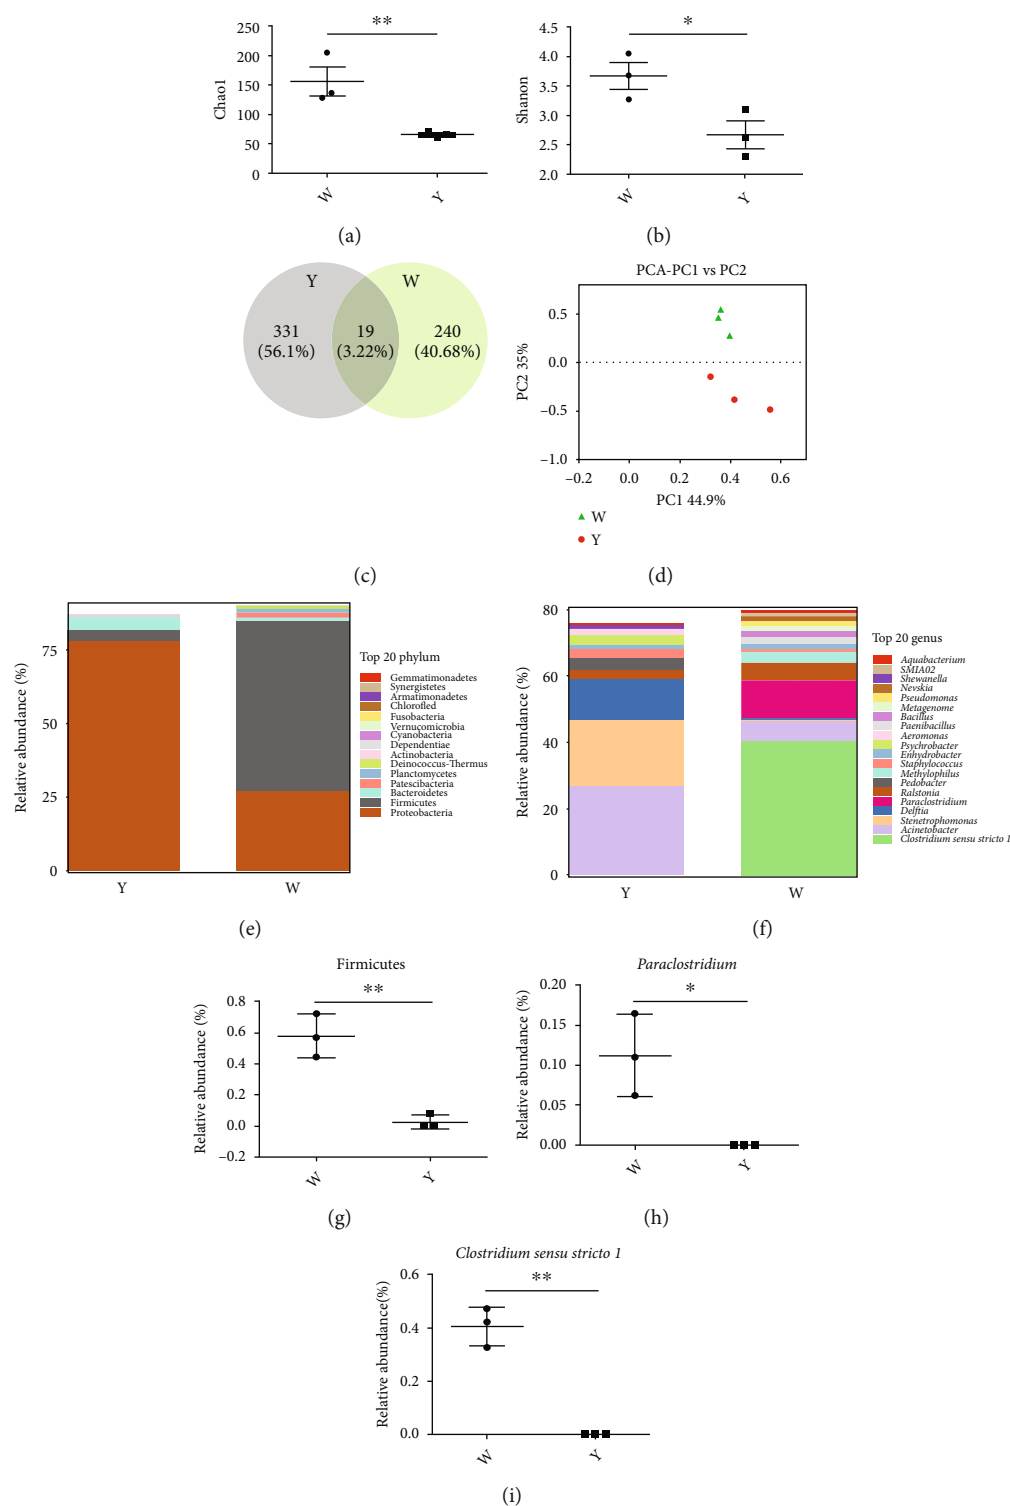 **
250
200
150
100
50
0
Chao1
W
Y
(a)
*
4.5
4.0
3.5
3.0
2.5
2.0
Shanon
W
Y
(b)
Y
W
331
(56.1%)
19
(3.22%)
240
(40.68%)
(c)
PCA-PC1 vs PC2
0.5
0.0
−0.5
−1.0
PC2 35%
−0.2
0.0
0.2
0.4
0.6
PC1 44.9%
W
Y
(d)
Relative abundance (%)
75
50
25
0
Y
W
Top 20 phylum
Gemmatimonadetes
Synergistetes
Armatimonadetes
Chlorofled
Fusobacteria
Verrucomicrobia
Cyanobacteria
Dependentiae
Actinobacteria
Deinococcus-Thermus
Planctomycetes
Patescibacteria
Bacteroidetes
Firmicutes
Proteobacteria
(e)
Relative abundance (%)
80
60
40
20
0
Y
W
Top 20 genus
Aquabacterium
SMIA02
Shewanella
Nevskia
Pseudomonas
Metagenome
Bacillus
Paenibacillus
Aeromonas
Psychrobacter
Enhydrobacter
Staphylococcus
Methylophilus
Pedobacter
Ralstonia
Paraclostridium
Delftia
Stenetrophomonas
Acinetobacter
Clostridium sensu stricto 1
(f)
Firmicutes
**
0.8
0.6
0.4
0.2
0.0
−0.2
Relative abundance (%)
W
Y
(g)
Paraclostridium
*
0.20
0.15
0.10
0.05
0.00
Relative abundance (%)
W
Y
(h)
Clostridium sensu stricto 1
**
0.6
0.4
0.2
0.0
Relative abundance(%)
W
Y
(i)